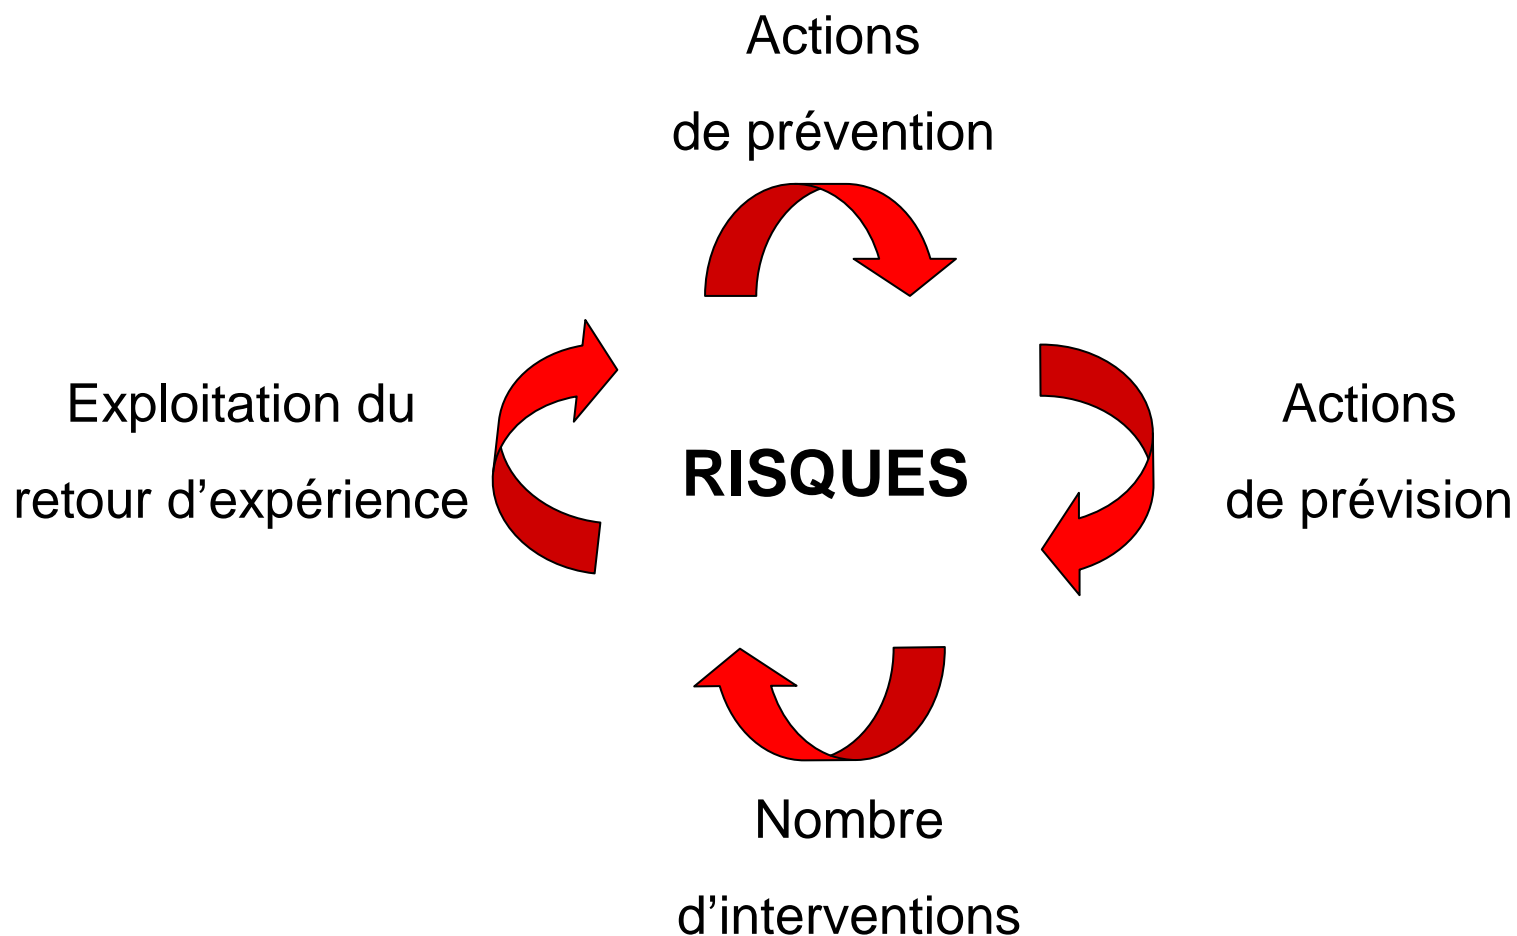 Actions
de prévention
Exploitation du
retour d’expérience
RISQUES
Actions
de prévision
Nombre
d’interventions